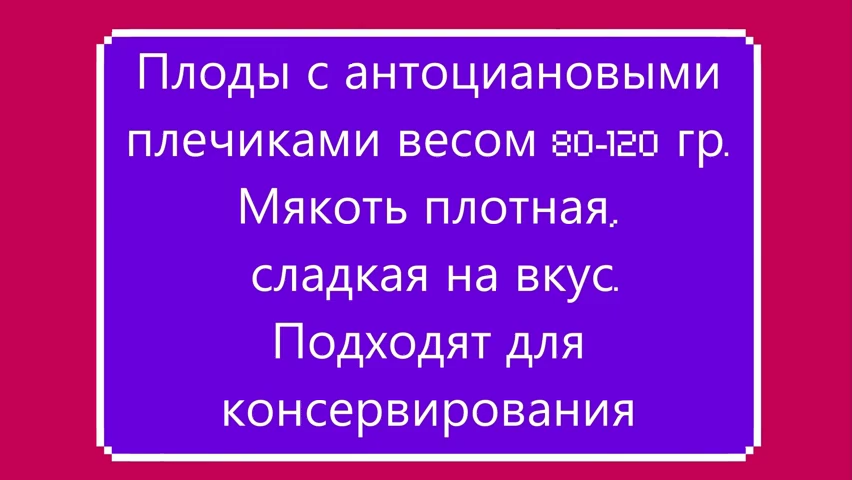 Плоды с антоциановыми
плечиками весом 80-120 гр.
Мякоть плотная,
сладкая на вкус.
Подходят для
консервирования